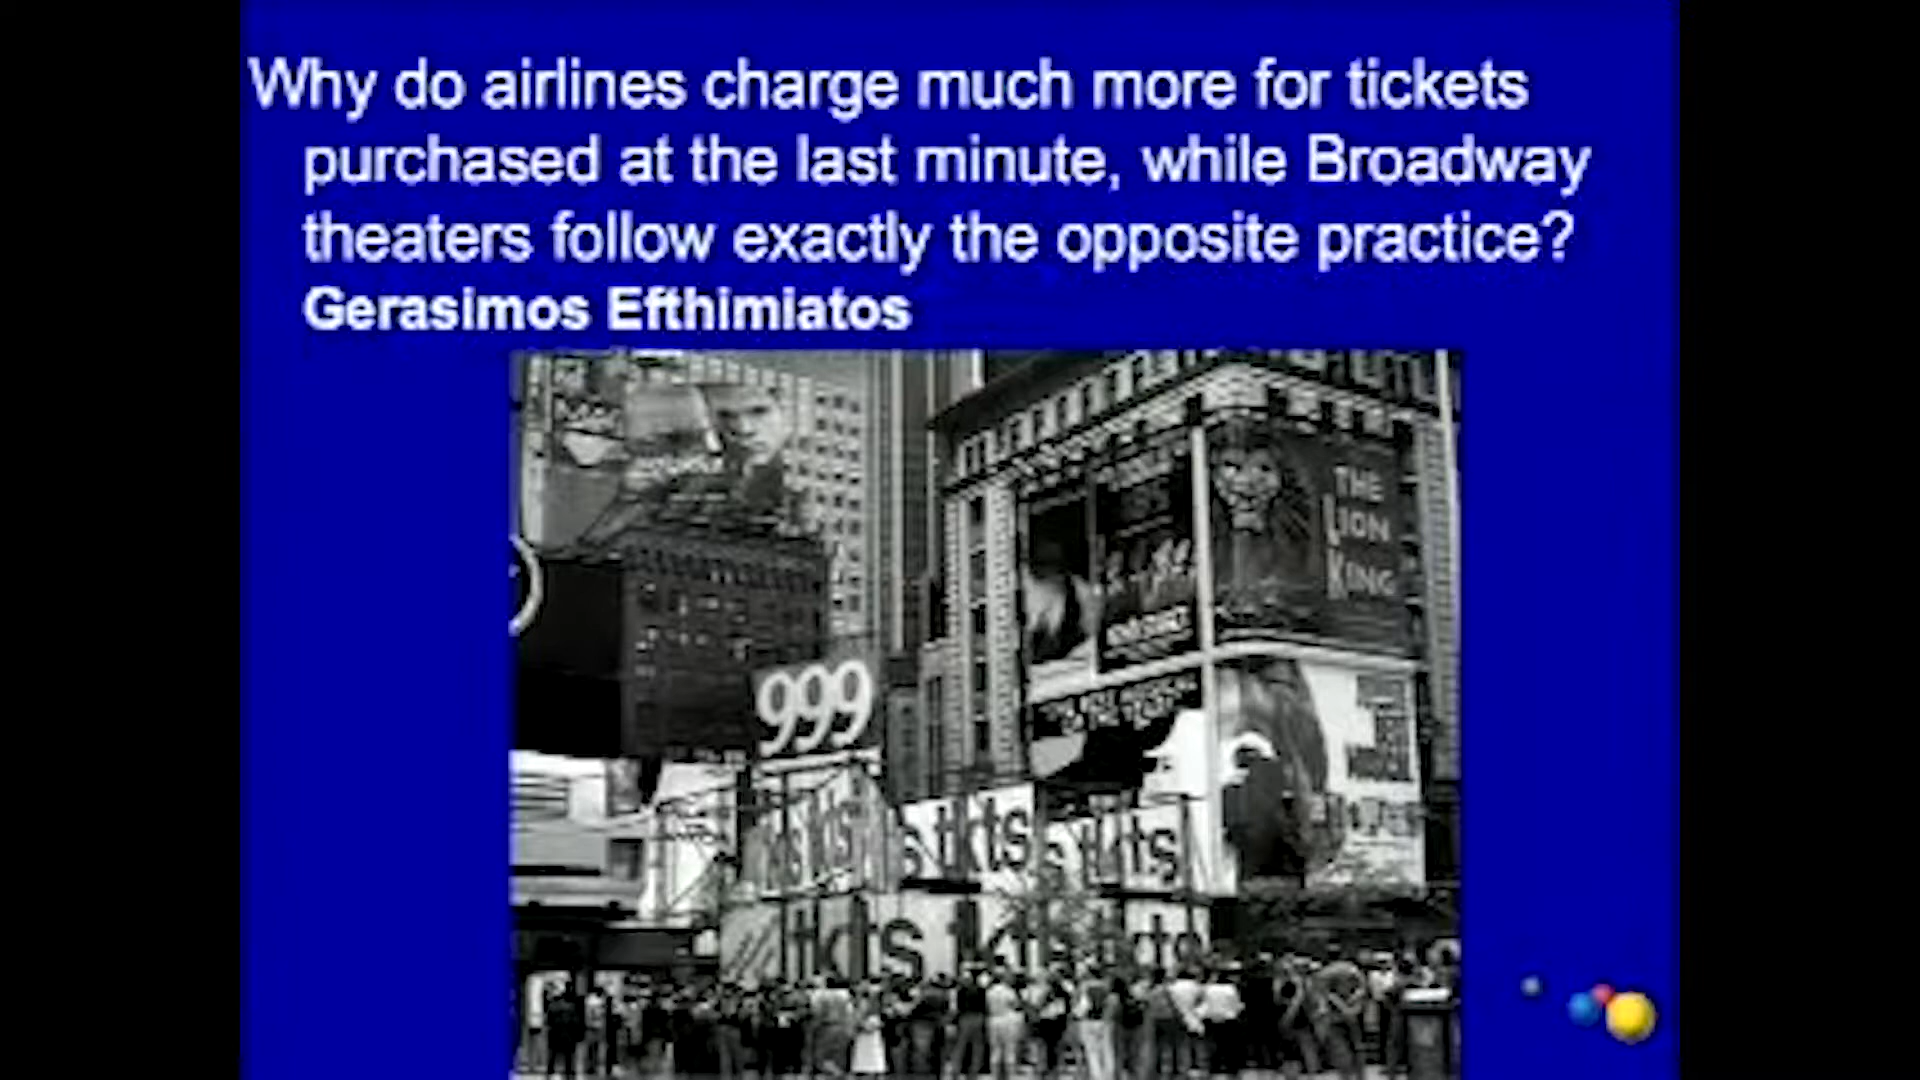 Why do airlines charge much more for tickets
purchased at the last minute, while Broadway
theaters follow exactly the opposite practice?
Gerasimos Efthimiatos
THE
LION
KING
999
tkts tkts
tkts tkts